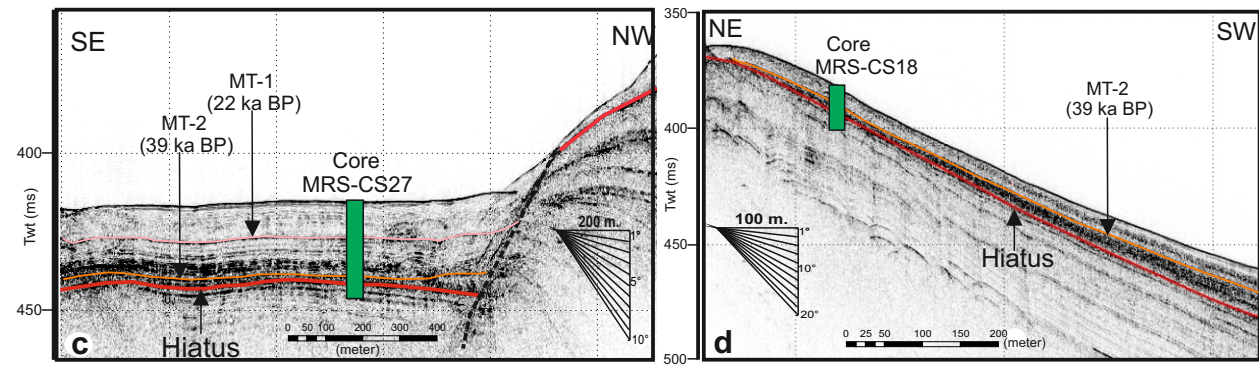 SE
NW
MT-1
(22 ka BP)
MT-2
(39 ka BP)
Core
MRS-CS27
400
450
Twt (ms)
200 m.
1°
5°
10°
0 50 100 200 300 400
(meter)
Hiatus
c
350
400
450
500
Twt (ms)
NE
SW
Core
MRS-CS18
MT-2
(39 ka BP)
100 m.
1°
10°
20°
Hiatus
0 25 50 100 150 200
(meter)
d